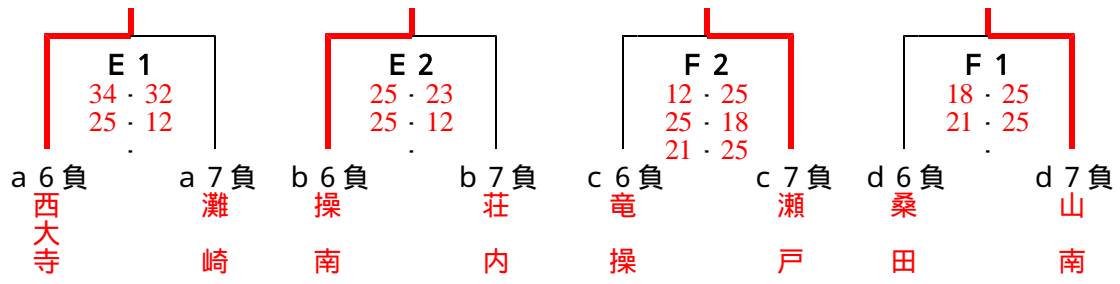 E 1 E 2 F 2 F 1
34 - 32 25 - 23 12 - 25 18 - 25
25 - 12 25 - 12 25 - 18 21 - 25
- - 21 - 25 -
a 6 負 a 7 負 b 6 負 b 7 負 c 6 負 c 7 負 d 6 負 d 7 負
西大寺 灘崎 操南 荘内 竜操 瀬戸 桑田 山南